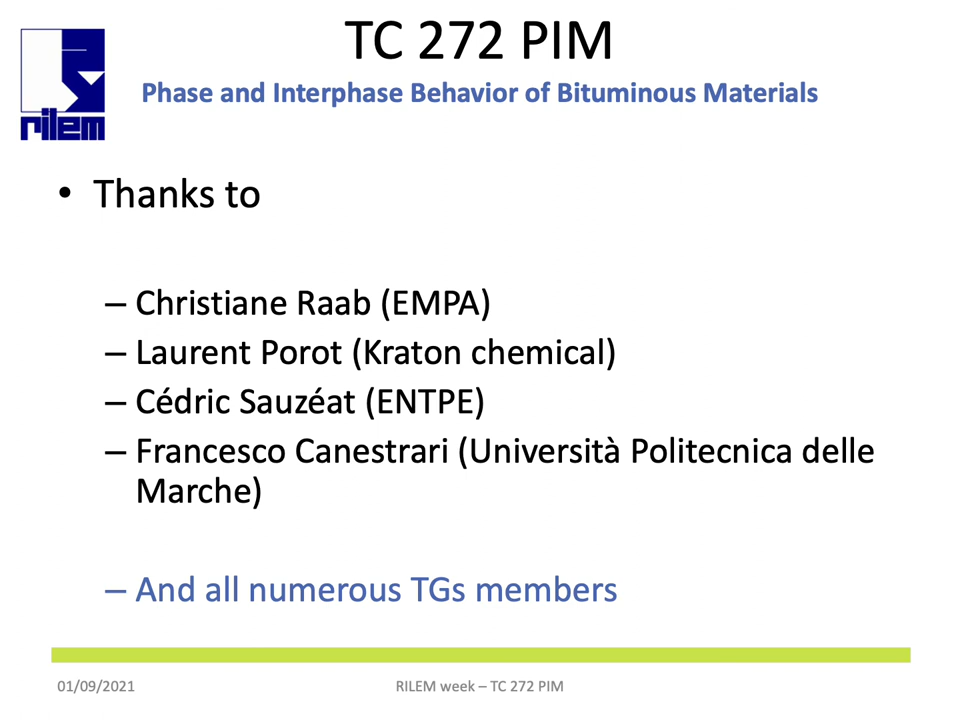 TC 272 PIM
Phase and Interphase Behavior of Bituminous Materials
rilem
• Thanks to
– Christiane Raab (EMPA)
– Laurent Porot (Kraton chemical)
– Cédric Sauzéat (ENTPE)
– Francesco Canestrari (Università Politecnica delle
Marche)
– And all numerous TGs members
01/09/2021
RILEM week – TC 272 PIM